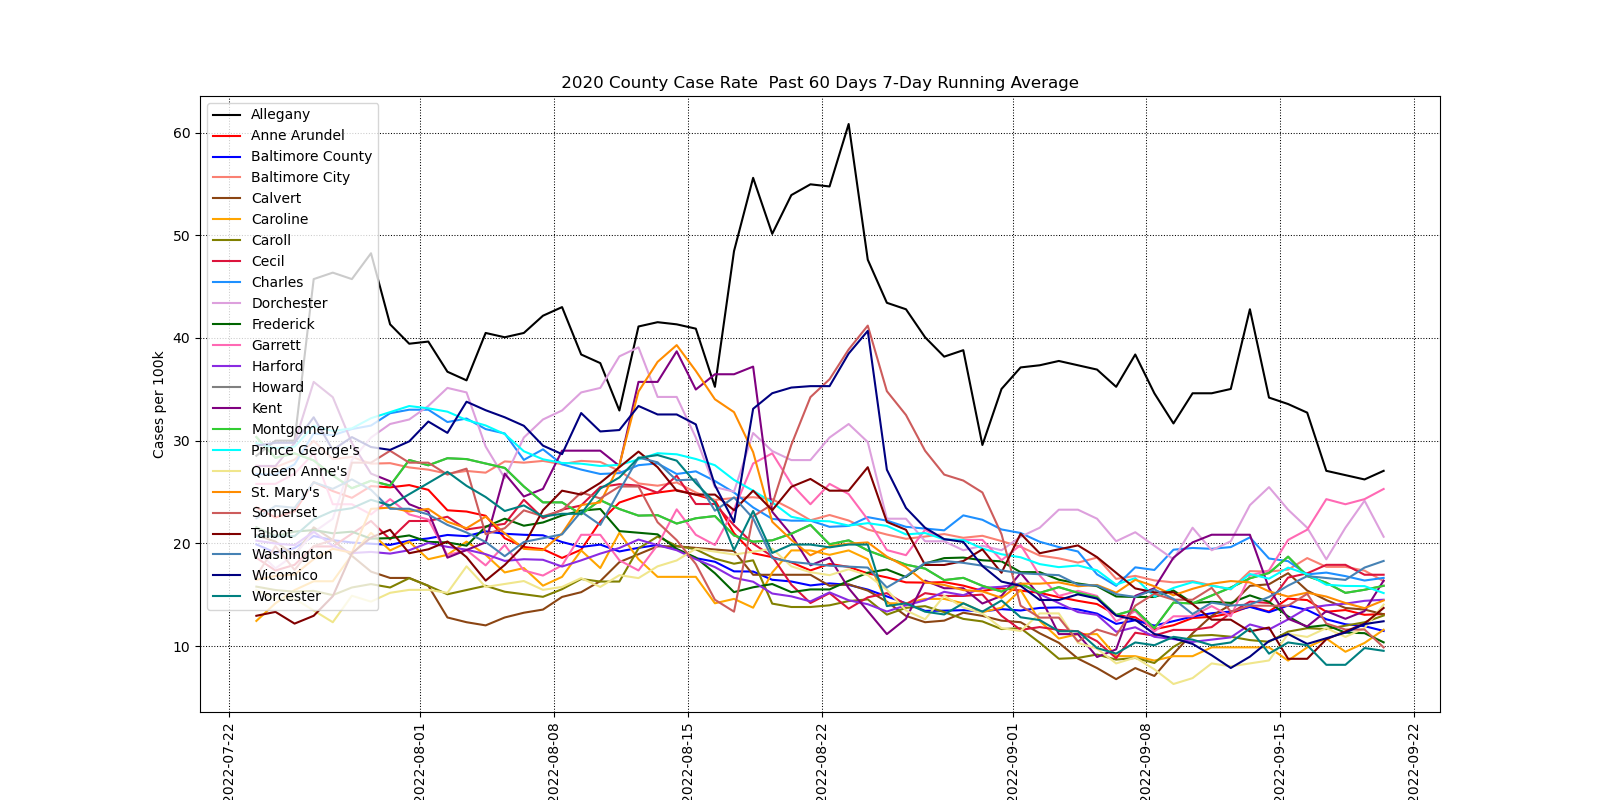 2020 County Case Rate  Past 60 Days 7-Day Running Average
Cases per 100k
60
50
40
30
20
10
Allegany
Anne Arundel
Baltimore County
Baltimore City
Calvert
Caroline
Caroll
Cecil
Charles
Dorchester
Frederick
Garrett
Harford
Howard
Kent
Montgomery
Prince George's
Queen Anne's
St. Mary's
Somerset
Talbot
Washington
Wicomico
Worcester
2022-07-22
2022-08-01
2022-08-08
2022-08-15
2022-08-22
2022-09-01
2022-09-08
2022-09-15
2022-09-22